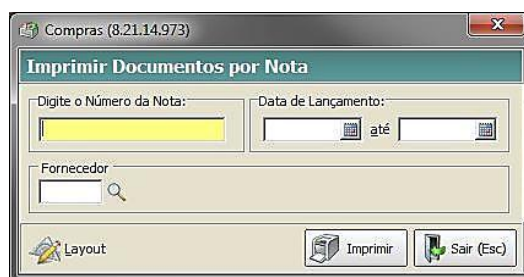 Compras (8.21.14.973)
Imprimir Documentos por Nota
Digite o Número da Nota:
Data de Lançamento:
até
Fornecedor
Layout
Imprimir
Sair (Esc)